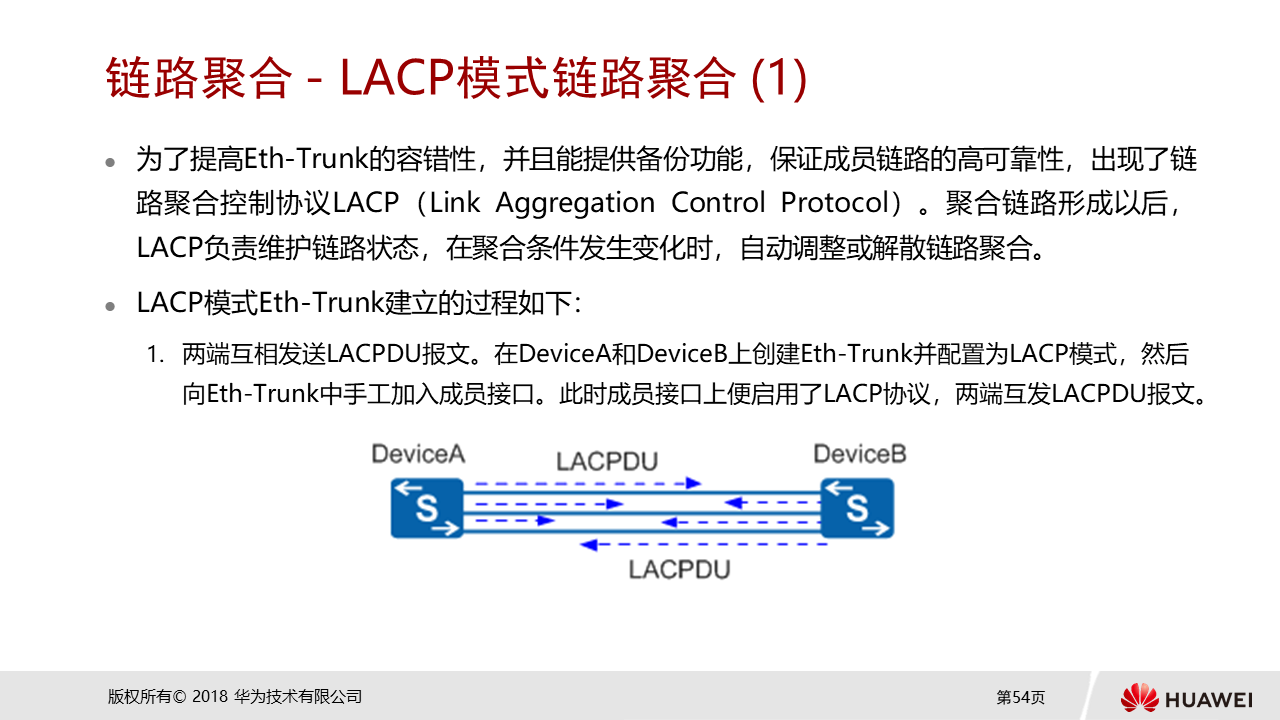 链路聚合 - LACP模式链路聚合 (1)
为了提高Eth-Trunk的容错性，并且能提供备份功能，保证成员链路的高可靠性，出现了链
路聚合控制协议LACP（Link Aggregation Control Protocol）。聚合链路形成以后，
LACP负责维护链路状态，在聚合条件发生变化时，自动调整或解散链路聚合。
LACP模式Eth-Trunk建立的过程如下：
1. 两端互相发送LACPDU报文。在DeviceA和DeviceB上创建Eth-Trunk并配置为LACP模式，然后
向Eth-Trunk中手工加入成员接口。此时成员接口上便启用了LACP协议，两端互发LACPDU报文。
DeviceA
LACPDU
DeviceB
S
S
LACPDU
版权所有© 2018 华为技术有限公司
第54页
HUAWEI